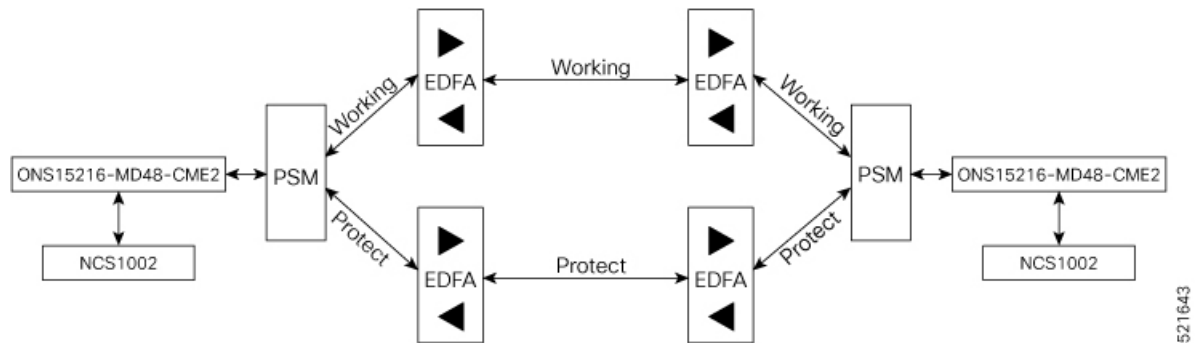 EDFA
Working
EDFA
Working
Working
ONS15216-MD48-CME2
PSM
PSM
ONS15216-MD48-CME2
Protect
Protect
NCS1002
EDFA
Protect
EDFA
NCS1002
521643